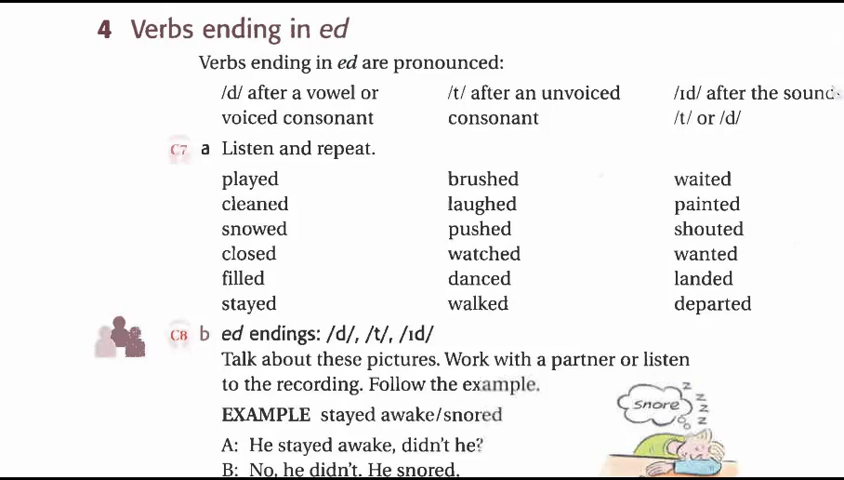 4 Verbs ending in ed
Verbs ending in ed are pronounced:
/d/ after a vowel or /t/ after an unvoiced /ɪd/ after the sounds
voiced consonant consonant /t/ or /d/
C7 a Listen and repeat.
played brushed waited
cleaned laughed painted
snowed pushed shouted
closed watched wanted
filled danced landed
stayed walked departed
C8 b ed endings: /d/, /t/, /ɪd/
Talk about these pictures. Work with a partner or listen
to the recording. Follow the example.
EXAMPLE stayed awake/snored
snore z z z z
A: He stayed awake, didn't he?
B: No, he didn't. He snored.